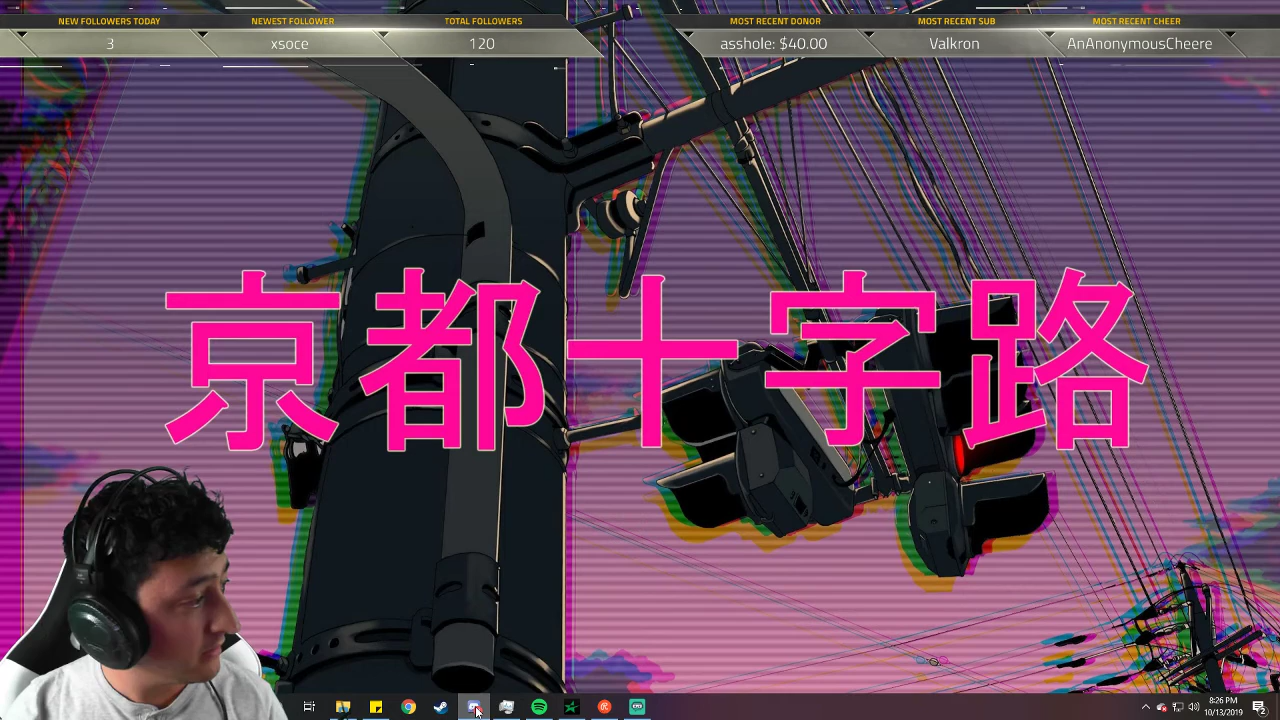 NEW FOLLOWERS TODAY
NEWEST FOLLOWER
TOTAL FOLLOWERS
MOST RECENT DONOR
MOST RECENT SUB
MOST RECENT CHEER
3
xsoce
120
asshole: $40.00
Valkron
AnAnonymousCheere
京都十字路
8:26 PM
10/13/2019